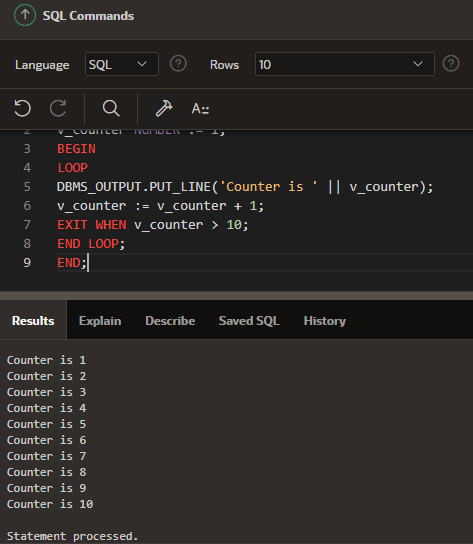 SQL Commands
Language SQL Rows 10
A::
2 v_counter NUMBER := 1;
3 BEGIN
4 LOOP
5 DBMS_OUTPUT.PUT_LINE('Counter is ' || v_counter);
6 v_counter := v_counter + 1;
7 EXIT WHEN v_counter > 10;
8 END LOOP;
9 END;
Results Explain Describe Saved SQL History
Counter is 1
Counter is 2
Counter is 3
Counter is 4
Counter is 5
Counter is 6
Counter is 7
Counter is 8
Counter is 9
Counter is 10
Statement processed.